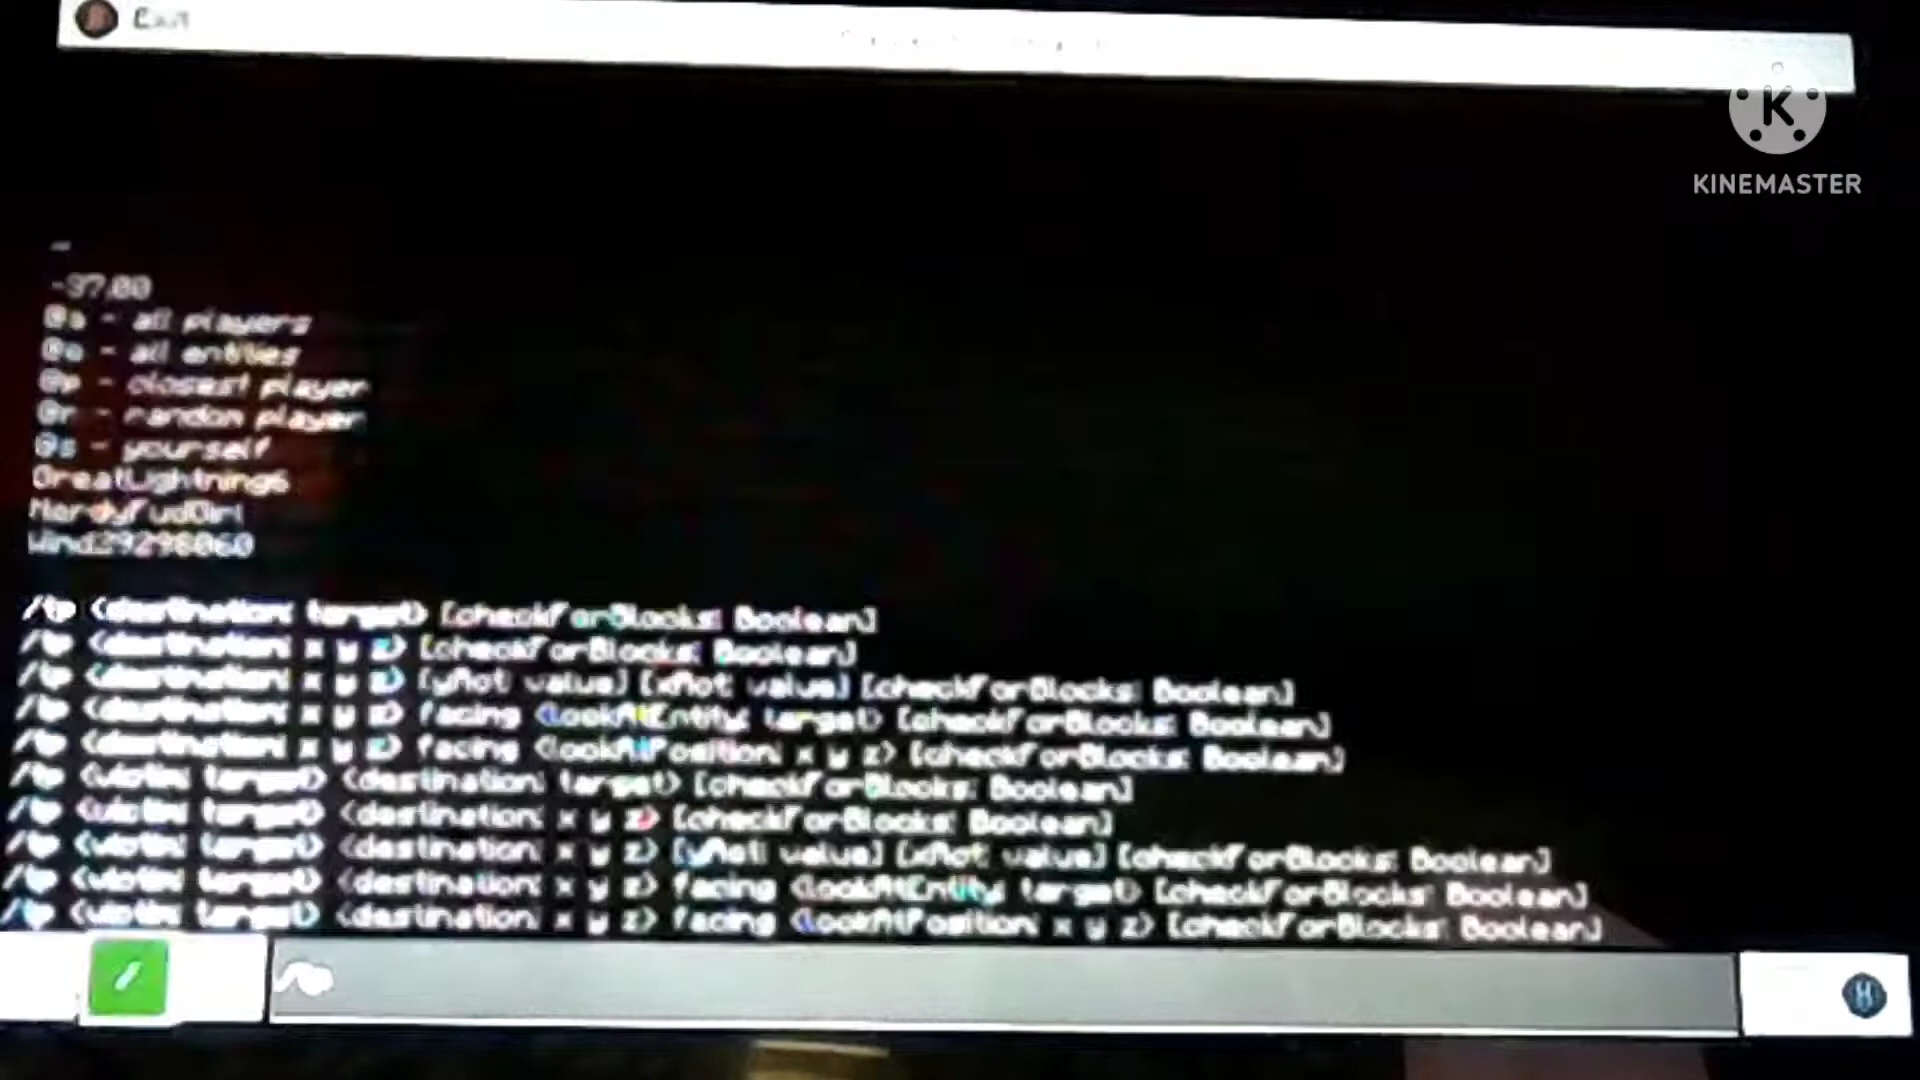 Exit
KINEMASTER
~
-37.00
@a - all players
@e - all entities
@p - closest player
@r - random player
@s - yourself
GreatLightning6
Wind29298060
/tp <destination: target> [checkForBlocks: Boolean]
/tp <destination: x y z> [checkForBlocks: Boolean]
/tp <destination: x y z> [yRot: value] [xRot: value] [checkForBlocks: Boolean]
/tp <destination: x y z> facing <lookAtEntity: target> [checkForBlocks: Boolean]
/tp <destination: x y z> facing <lookAtPosition: x y z> [checkForBlocks: Boolean]
/tp <victim: target> <destination: target> [checkForBlocks: Boolean]
/tp <victim: target> <destination: x y z> [checkForBlocks: Boolean]
/tp <victim: target> <destination: x y z> [yRot: value] [xRot: value] [checkForBlocks: Boolean]
/tp <victim: target> <destination: x y z> facing <lookAtEntity: target> [checkForBlocks: Boolean]
/tp <victim: target> <destination: x y z> facing <lookAtPosition: x y z> [checkForBlocks: Boolean]
/tp